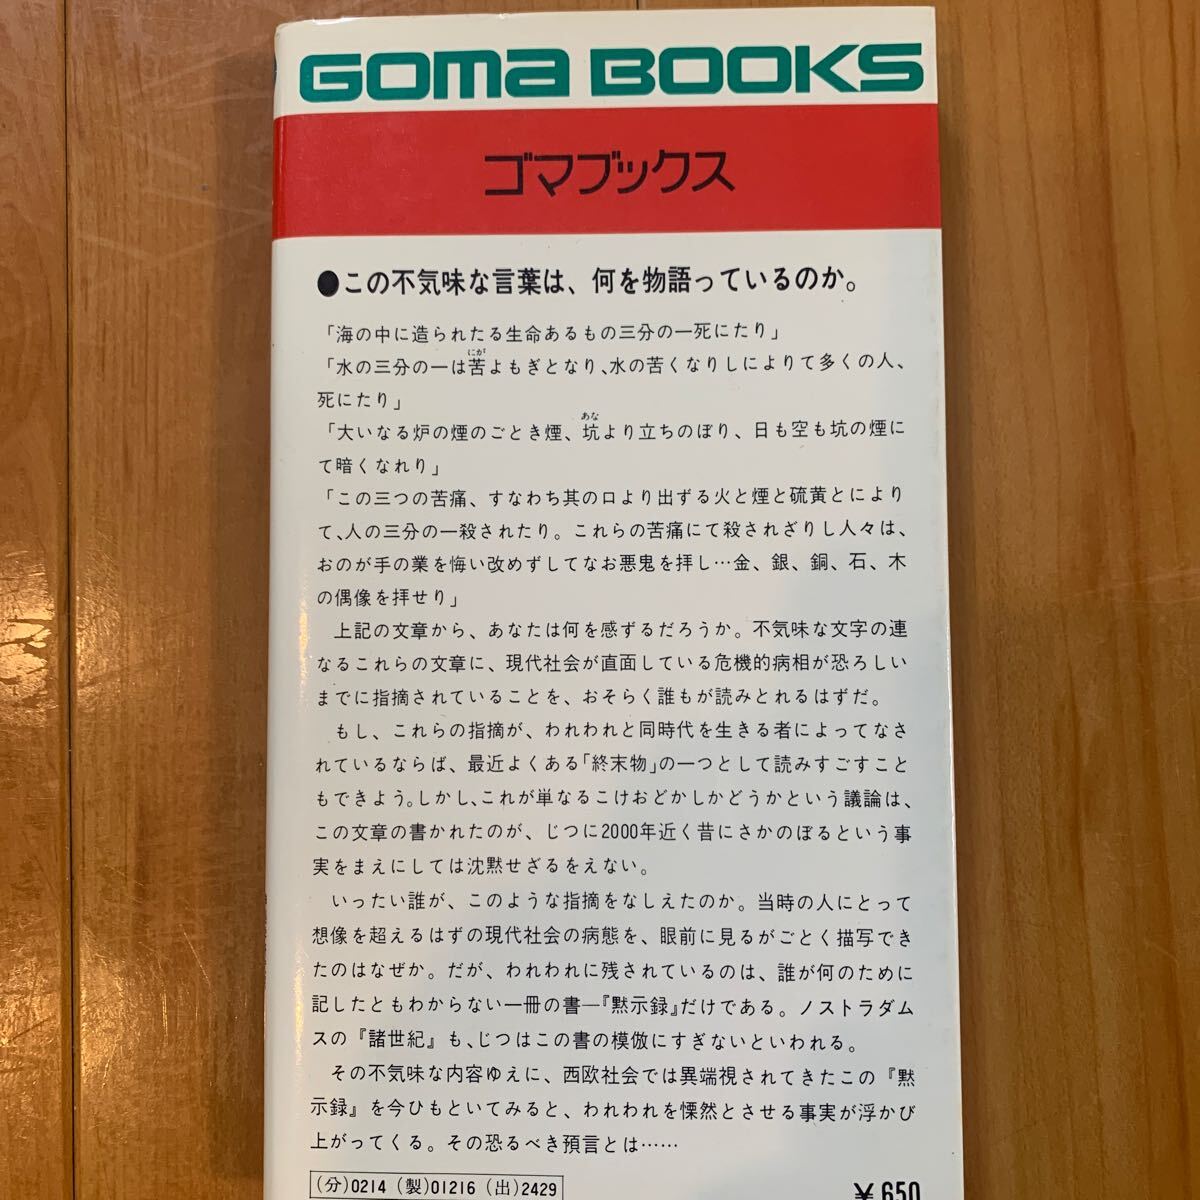 GOMA BOOKS
ゴマブックス
●この不気味な言葉は、何を物語っているのか。
「海の中に造られたる生命あるもの三分の一死にたり」
「水の三分の一は苦よもぎとなり、水の苦くなりしによりて多くの人、
にが
死にたり」
「大いなる炉の煙のごとき煙、坑より立ちのぼり、日も空も坑の煙に
あな
て暗くなれり」
「この三つの苦痛、すなわち其の口より出ずる火と煙と硫黄とにより
て、人の三分の一殺されたり。これらの苦痛にて殺されざりし人々は、
おのが手の業を悔い改めずしてなお悪鬼を拝し…金、銀、銅、石、木
の偶像を拝せり」
上記の文章から、あなたは何を感ずるだろうか。不気味な文字の連
なるこれらの文章に、現代社会が直面している危機的病相が恐ろしい
までに指摘されていることを、おそらく誰もが読みとれるはずだ。
もし、これらの指摘が、われわれと同時代を生きる者によってなさ
れているならば、最近よくある「終末物」の一つとして読みすごすこと
もできよう。しかし、これが単なるこけおどかしかどうかという議論は、
この文章の書かれたのが、じつに2000年近く昔にさかのぼるという事
実をまえにしては沈黙せざるをえない。
いったい誰が、このような指摘をなしえたのか。当時の人にとって
想像を超えるはずの現代社会の病態を、眼前に見るがごとく描写でき
たのはなぜか。だが、われわれに残されているのは、誰が何のために
記したともわからない一冊の書―『黙示録』だけである。ノストラダム
スの『諸世紀』も、じつはこの書の模倣にすぎないといわれる。
その不気味な内容ゆえに、西欧社会では異端視されてきたこの『黙
示録』を今ひもといてみると、われわれを慄然とさせる事実が浮かび
上がってくる。その恐るべき預言とは……
(分)0214 (製)01216 (出)2429
¥650